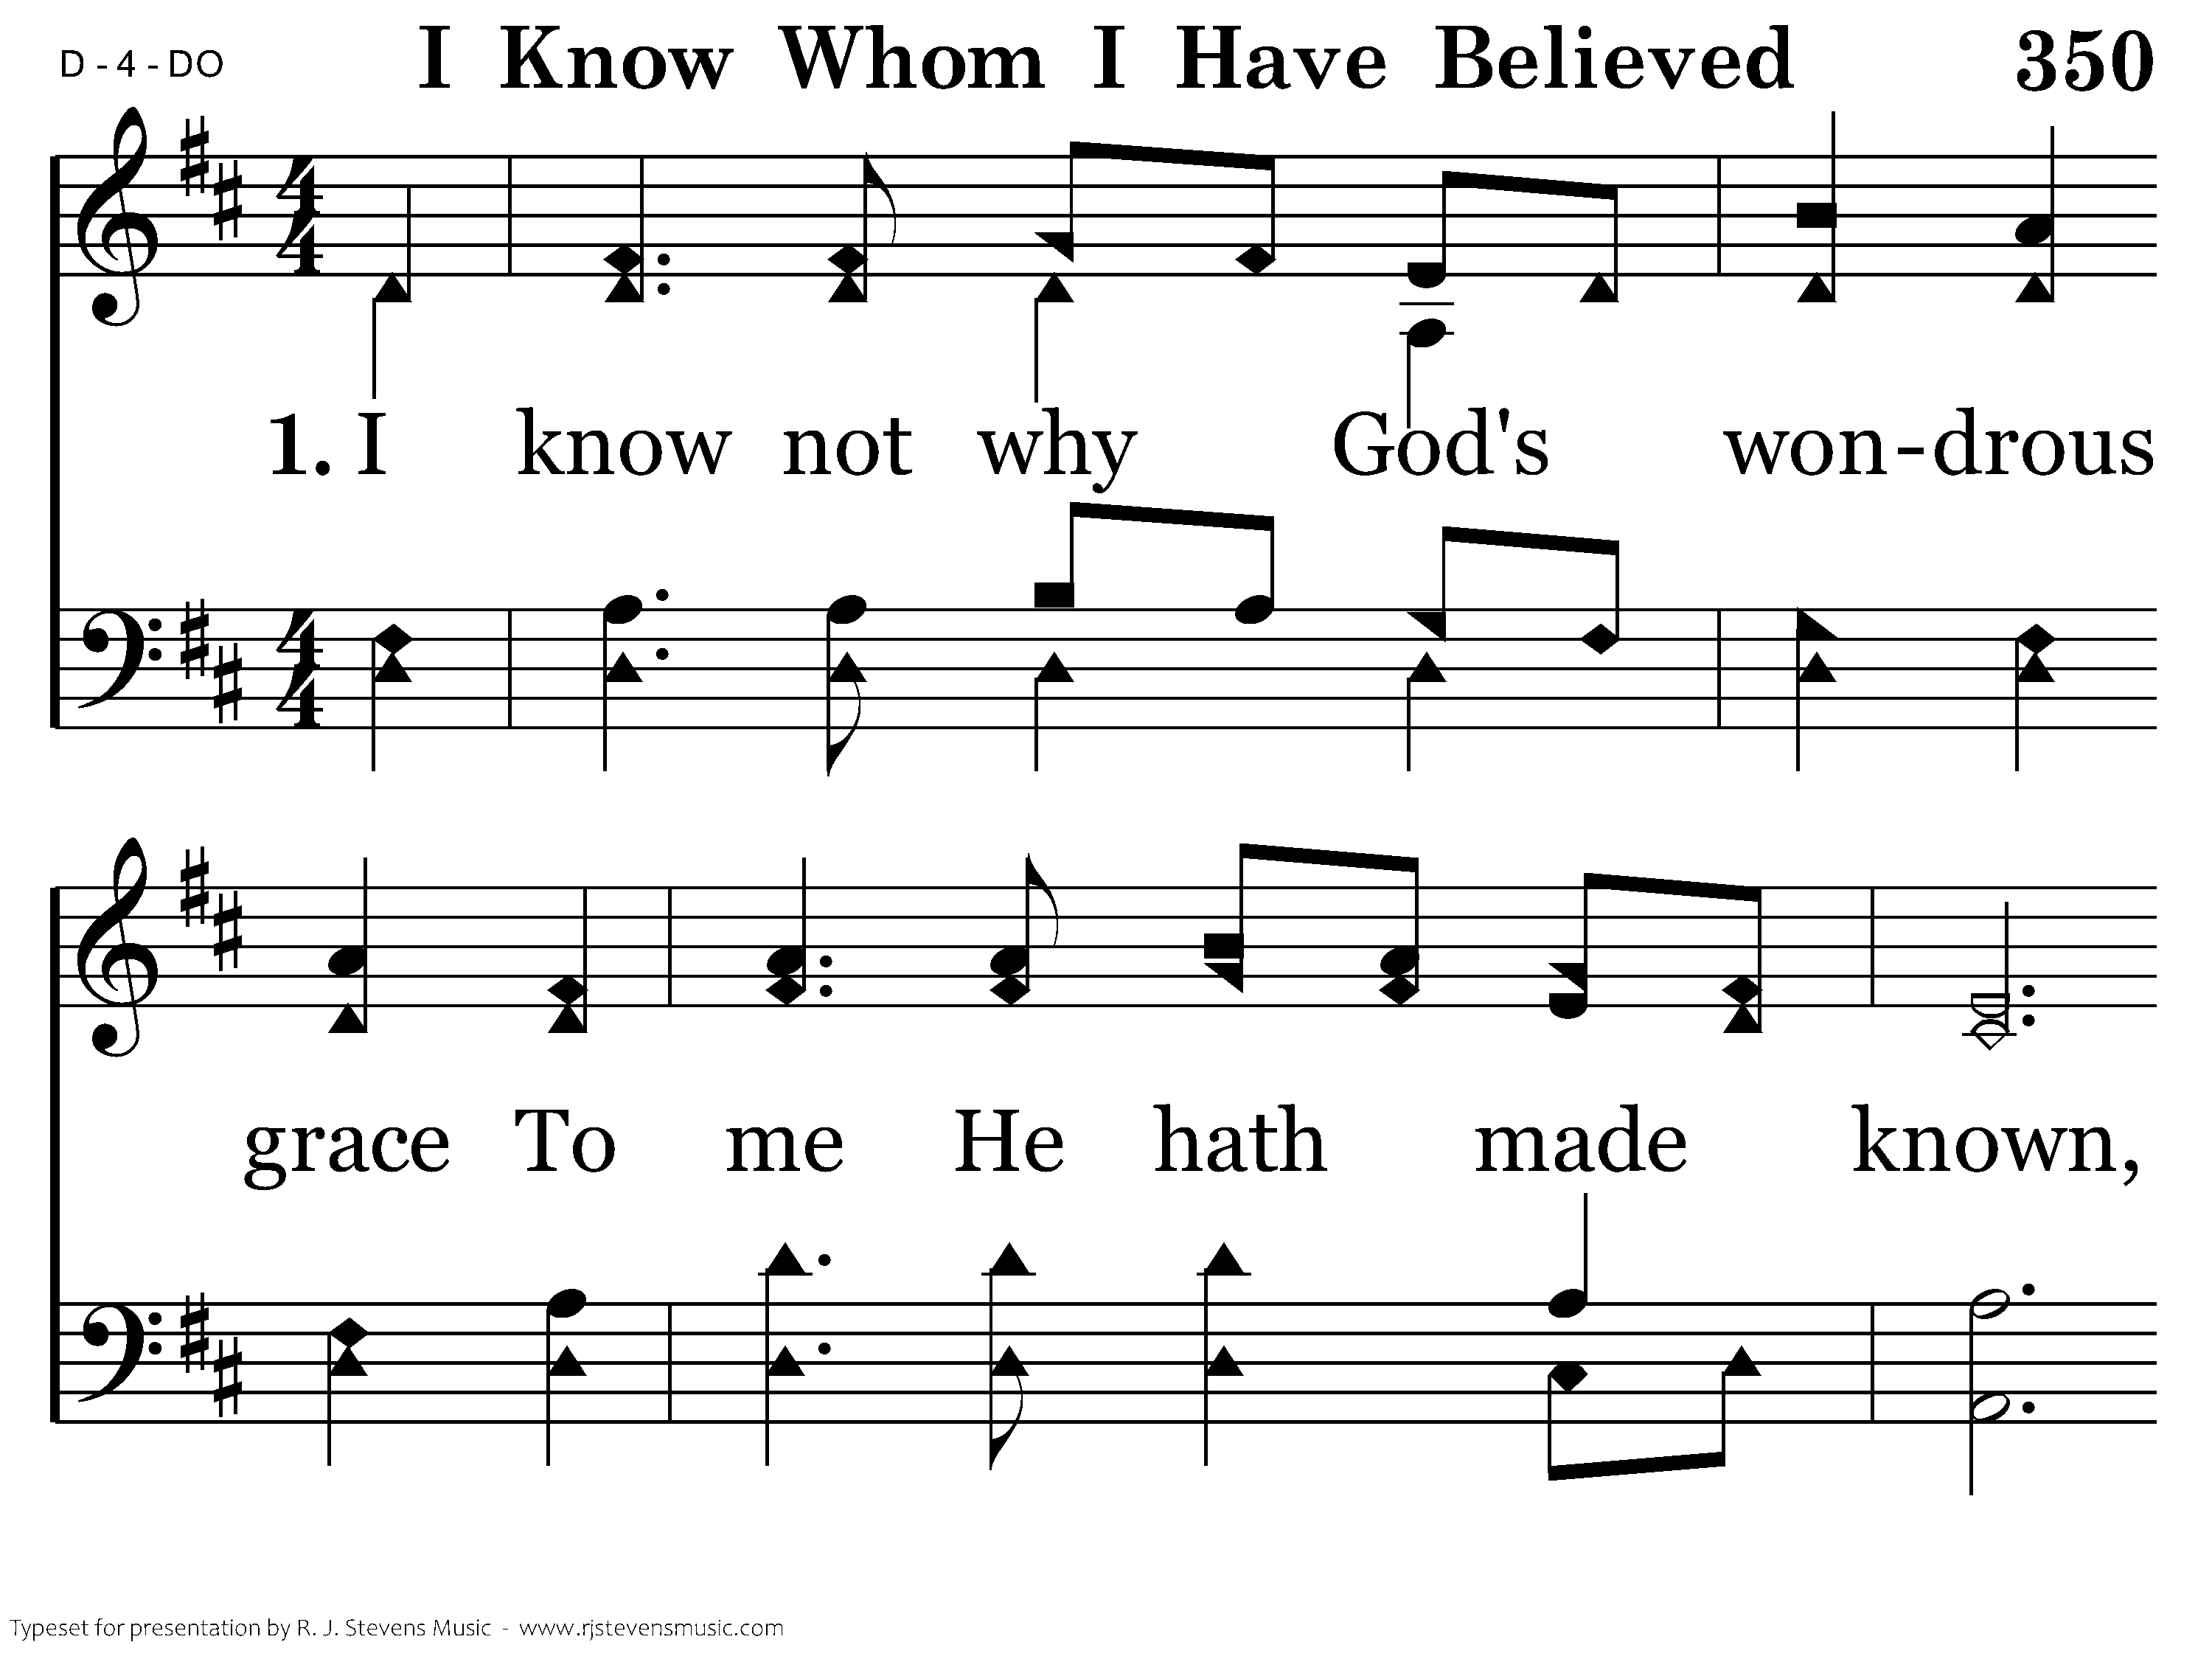 D - 4 - DO I Know Whom I Have Believed 350
1. I know not why God's won-drous
grace To me He hath made known,
Typeset for presentation by R. J. Stevens Music - www.rjstevensmusic.com